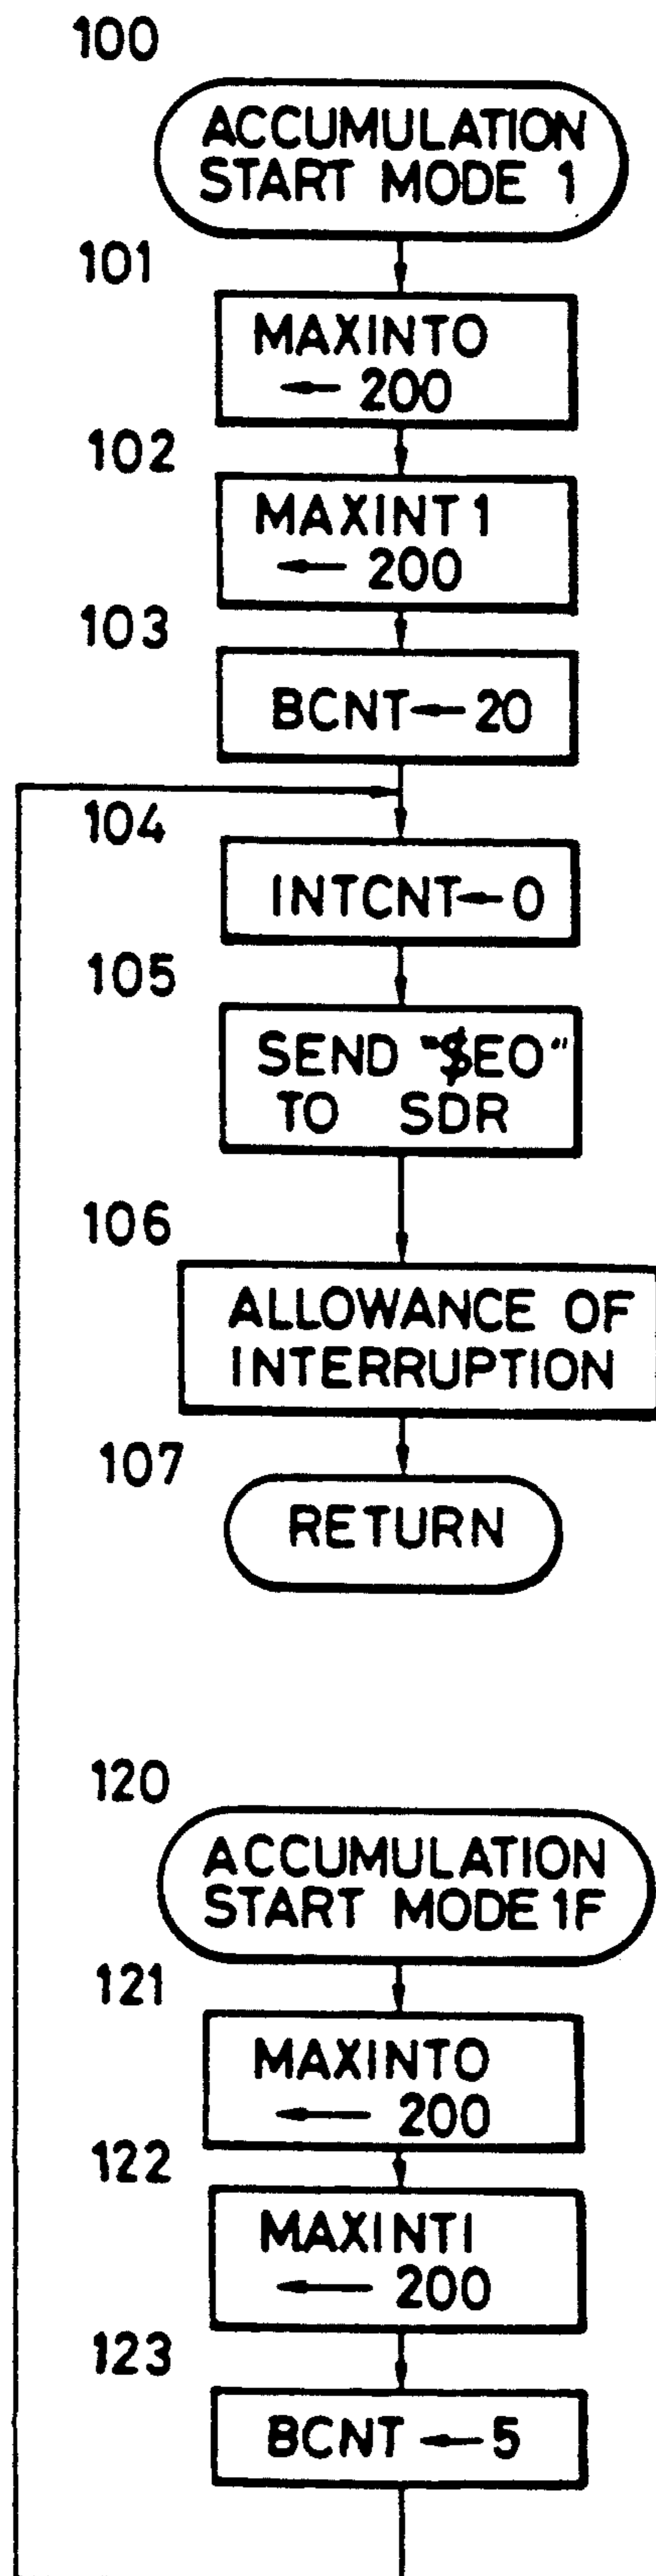 100
ACCUMULATION
START MODE 1
101
MAXINTO
← 200
102
MAXINT1
← 200
103
BCNT←20
104
INTCNT←0
105
SEND "$EO"
TO SDR
106
ALLOWANCE OF
INTERRUPTION
107
RETURN
120
ACCUMULATION
START MODE 1F
121
MAXINTO
← 200
122
MAXINTI
← 200
123
BCNT ←5